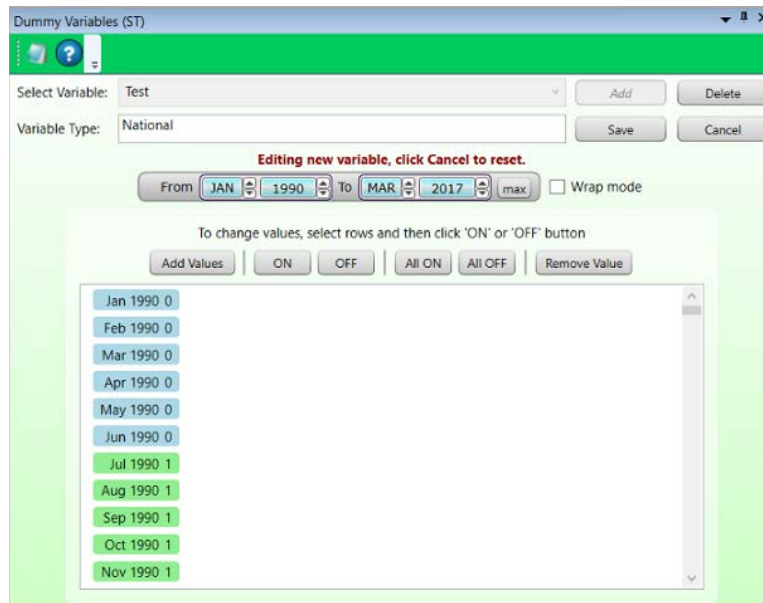 Dummy Variables (ST)
?
Select Variable: Test Add Delete
Variable Type: National Save Cancel
Editing new variable, click Cancel to reset.
From JAN 1990 To MAR 2017 max Wrap mode
To change values, select rows and then click 'ON' or 'OFF' button
Add Values ON OFF All ON All OFF Remove Value
Jan 1990 0
Feb 1990 0
Mar 1990 0
Apr 1990 0
May 1990 0
Jun 1990 0
Jul 1990 1
Aug 1990 1
Sep 1990 1
Oct 1990 1
Nov 1990 1